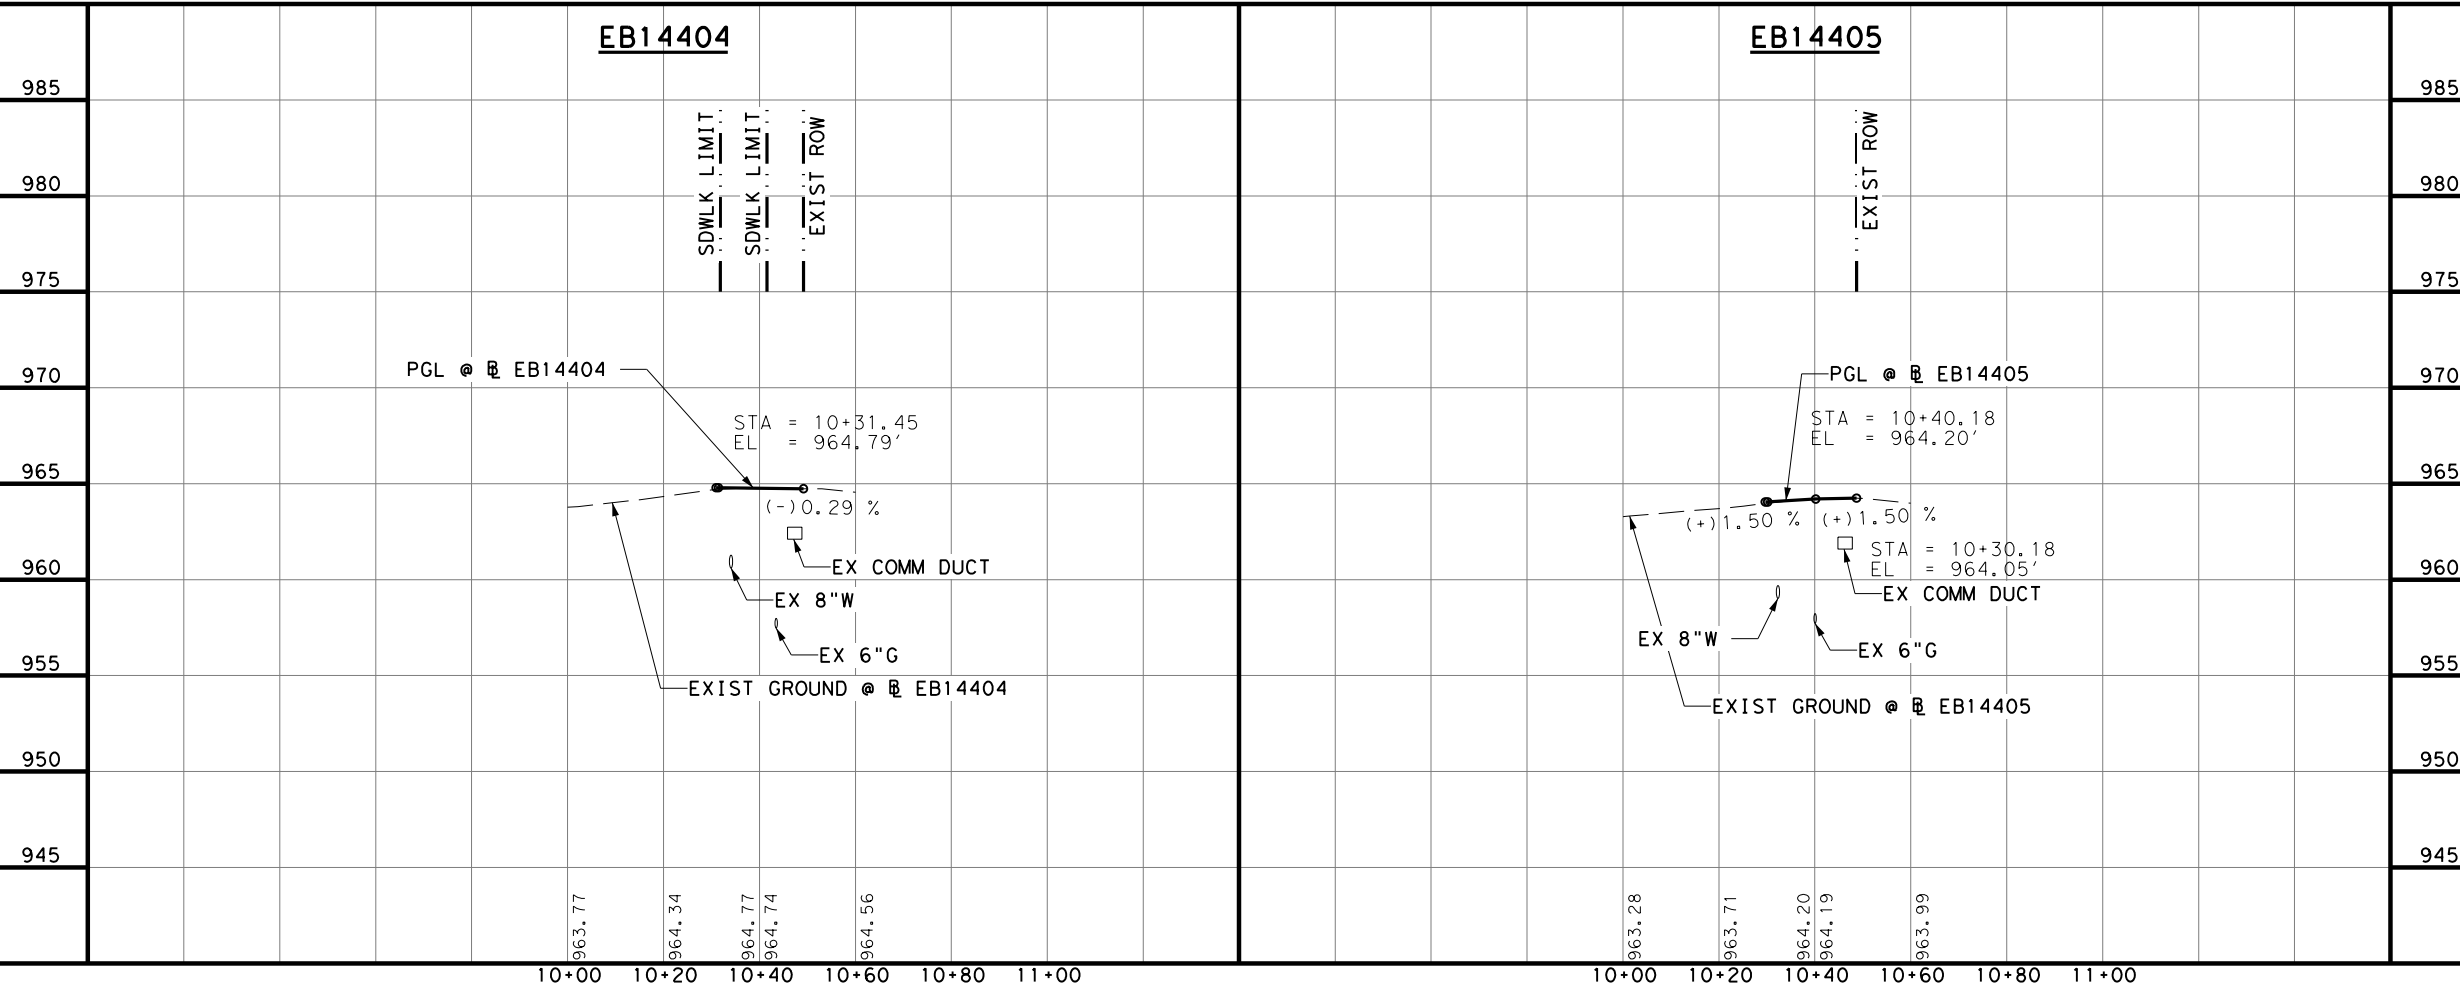 EB14404
EB14405
985
985
980
980
975
975
970
970
965
965
960
960
955
955
950
950
945
945
SDWLK LIMIT
SDWLK LIMIT
EXIST ROW
PGL @ BL EB14404
STA = 10+31.45
EL = 964.79'
(-)0.29 %
EX COMM DUCT
EX 8"W
EX 6"G
EXIST GROUND @ BL EB14404
963.77
964.34
964.77
964.74
964.56
10+00
10+20
10+40
10+60
10+80
11+00
EXIST ROW
PGL @ BL EB14405
STA = 10+40.18
EL = 964.20'
(+)1.50 %
(+)1.50 %
STA = 10+30.18
EL = 964.05'
EX COMM DUCT
EX 8"W
EX 6"G
EXIST GROUND @ BL EB14405
963.28
963.71
964.20
964.19
963.99
10+00
10+20
10+40
10+60
10+80
11+00